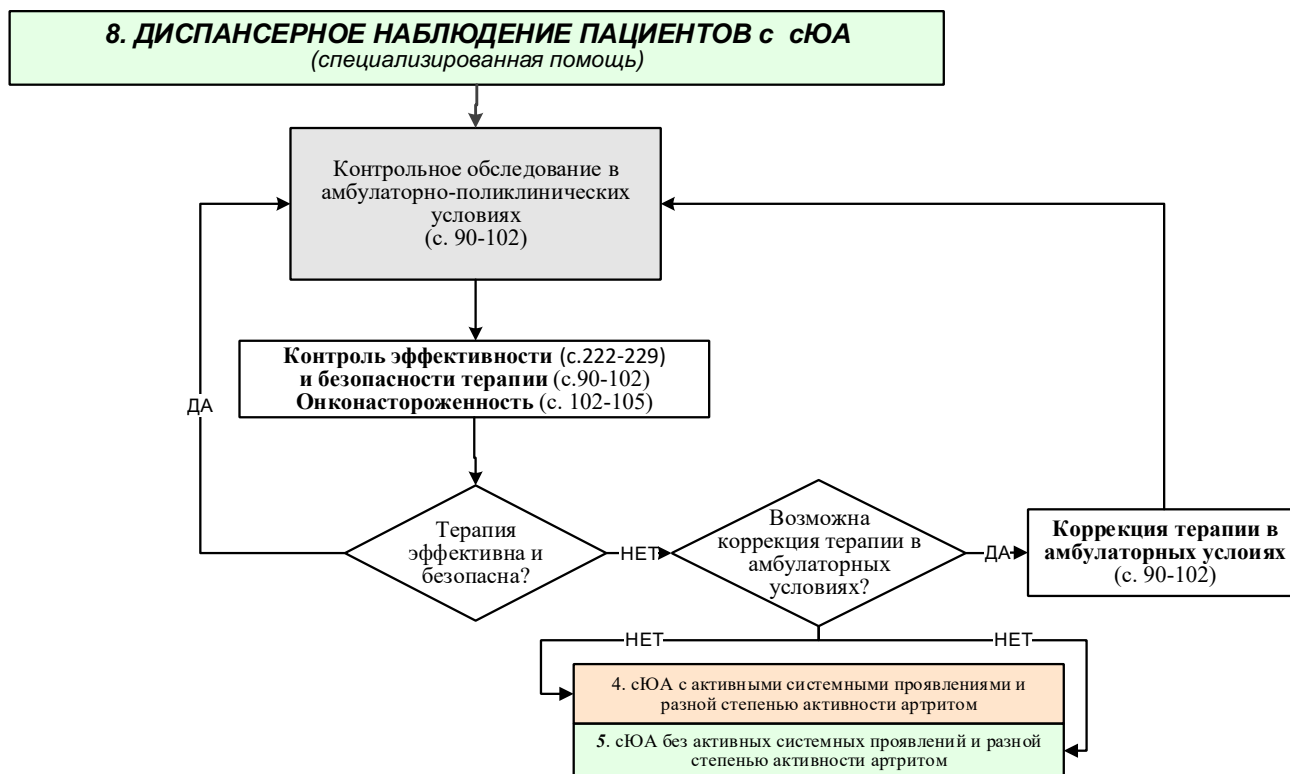 8. ДИСПАНСЕРНОЕ НАБЛЮДЕНИЕ ПАЦИЕНТОВ с сЮА
(специализированная помощь)
Контрольное обследование в
амбулаторно-поликлинических
условиях
(с. 90-102)
Контроль эффективности (с.222-229)
и безопасности терапии (с.90-102)
Онконастороженность (с. 102-105)
ДА
Терапия
эффективна и
безопасна?
НЕТ
Возможна
коррекция терапии в
амбулаторных
условиях?
ДА
Коррекция терапии в
амбулаторных услоиях
(с. 90-102)
НЕТ
НЕТ
4. сЮА с активными системными проявлениями и
разной степенью активности артритом
5. сЮА без активных системных проявлений и разной
степенью активности артритом